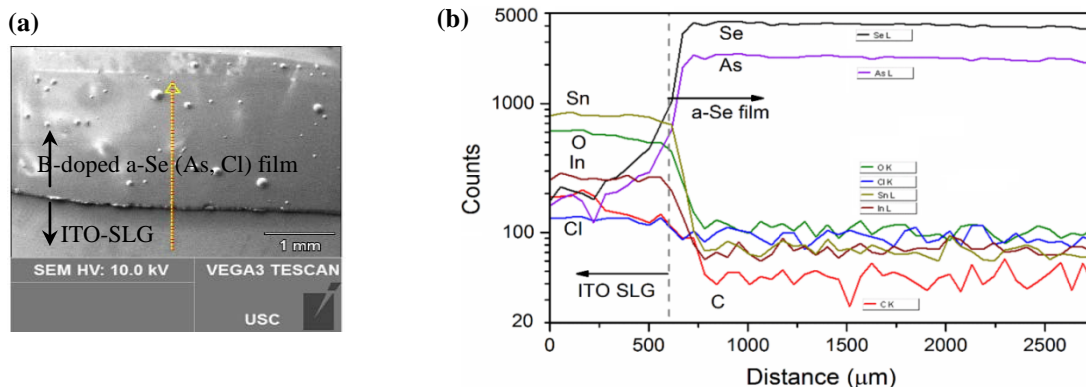 (a)
B-doped a-Se (As, Cl) film
ITO-SLG
1 mm
SEM HV: 10.0 kV VEGA3 TESCAN
USC
(b)
5000
1000
100
20
Counts
Se
As
Sn
O
In
Cl
C
a-Se film
ITO SLG
Se L
As L
O K
Cl K
Sn L
In L
C K
0 500 1000 1500 2000 2500
Distance (μm)